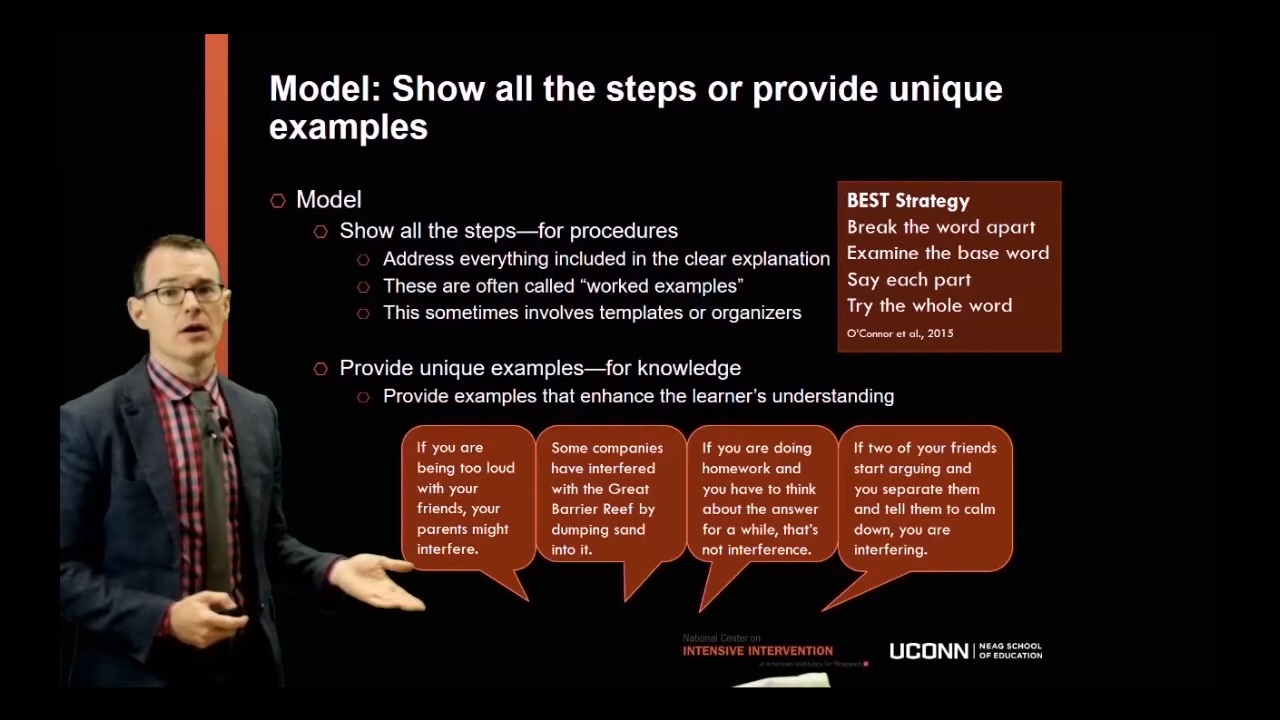 Model: Show all the steps or provide unique
examples
Model
Show all the steps—for procedures
Address everything included in the clear explanation
These are often called “worked examples”
This sometimes involves templates or organizers
Provide unique examples—for knowledge
Provide examples that enhance the learner’s understanding
BEST Strategy
Break the word apart
Examine the base word
Say each part
Try the whole word
O’Connor et al., 2015
If you are
being too loud
with your
friends, your
parents might
interfere.
Some companies
have interfered
with the Great
Barrier Reef by
dumping sand
into it.
If you are doing
homework and
you have to think
about the answer
for a while, that’s
not interference.
If two of your friends
start arguing and
you separate them
and tell them to calm
down, you are
interfering.
National Center on
INTENSIVE INTERVENTION
at American Institutes for Research
UCONN
NEAG SCHOOL
OF EDUCATION